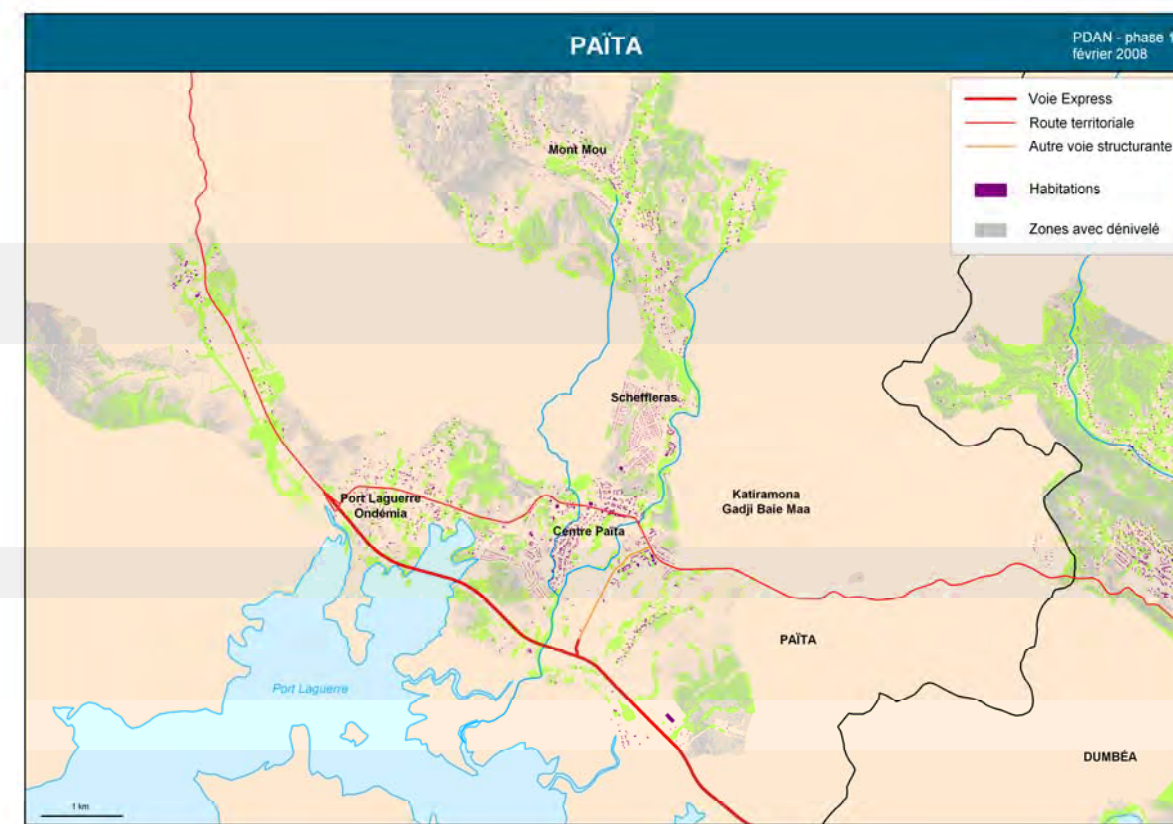 PAÏTA
PDAN - phase 1
février 2008
Voie Express
Route territoriale
Autre voie structurante
Habitations
Zones avec dénivelé
Mont Mou
Scheffleras
Port Laguerre
Ondémia
Katiramona
Gadji Baie Maa
Centre Païta
PAÏTA
Port Laguerre
DUMBÉA
1 km